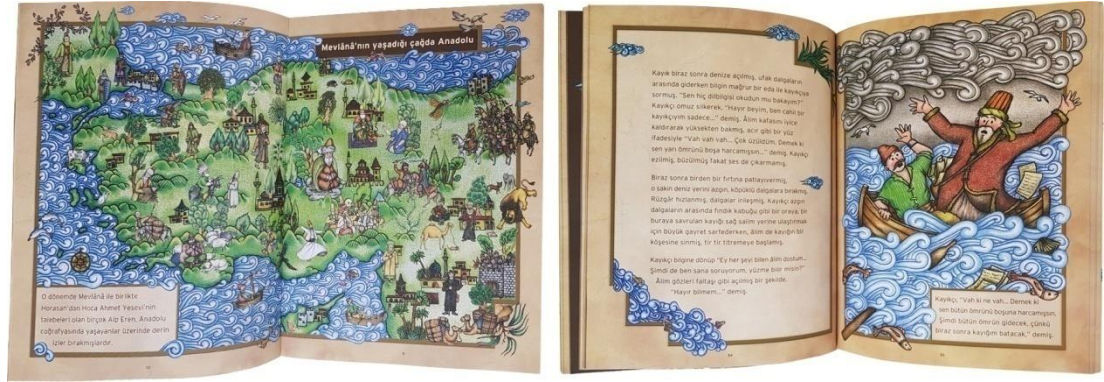 Mevlânâ'nın yaşadığı çağda Anadolu
O dönemde Mevlânâ ile birlikte
Horasan'dan Hoca Ahmet Yesevi'nin
talebeleri olan birçok Alp Eren, Anadolu
coğrafyasında yaşayanlar üzerinde derin
izler bırakmışlardır.
Kayık biraz sonra denize açılmış, ufak dalgaların
arasında giderken bilgin mağrur bir eda ile kayıkçıya
sormuş, "Sen hiç dilbilgisi okudun mu bakayım?"
Kayıkçı omuz silkerek, "Hayır beyim, ben cahil bir
kayıkçıyım sadece..." demiş. Âlim kafasını iyice
kaldırarak yüksekten bakmış, acır gibi bir yüz
ifadesiyle "Vah vah vah... Çok üzüldüm. Demek ki
sen yarı ömrünü boşa harcamışsın..." demiş. Kayıkçı
ezilmiş, büzülmüş fakat ses de çıkarmamış.
Biraz sonra birden bir fırtına patlayıvermiş,
o sakin deniz yerini azgın, köpüklü dalgalara bırakmış.
Rüzgâr hızlanmış, dalgalar irileşmiş. Kayıkçı azgın
dalgaların arasında fındık kabuğu gibi bir oraya, bir
buraya savrulan kayığı sağ salim yerine ulaştırmak
için büyük gayret sarfederken, âlim de kayığın bir
köşesine sinmiş, tir tir titremeye başlamış.
Kayıkçı bilgine dönüp "Ey her şeyi bilen âlim dostum...
Şimdi de ben sana soruyorum, yüzme bilir misin?"
Âlim gözleri faltaşı gibi açılmış bir şekilde,
"Hayır bilmem..." demiş.
Kayıkçı, "Vah ki ne vah... Demek ki
sen bütün ömrünü boşuna harcamışsın.
Şimdi bütün ömrün gidecek, çünkü
biraz sonra kayığım batacak," demiş.